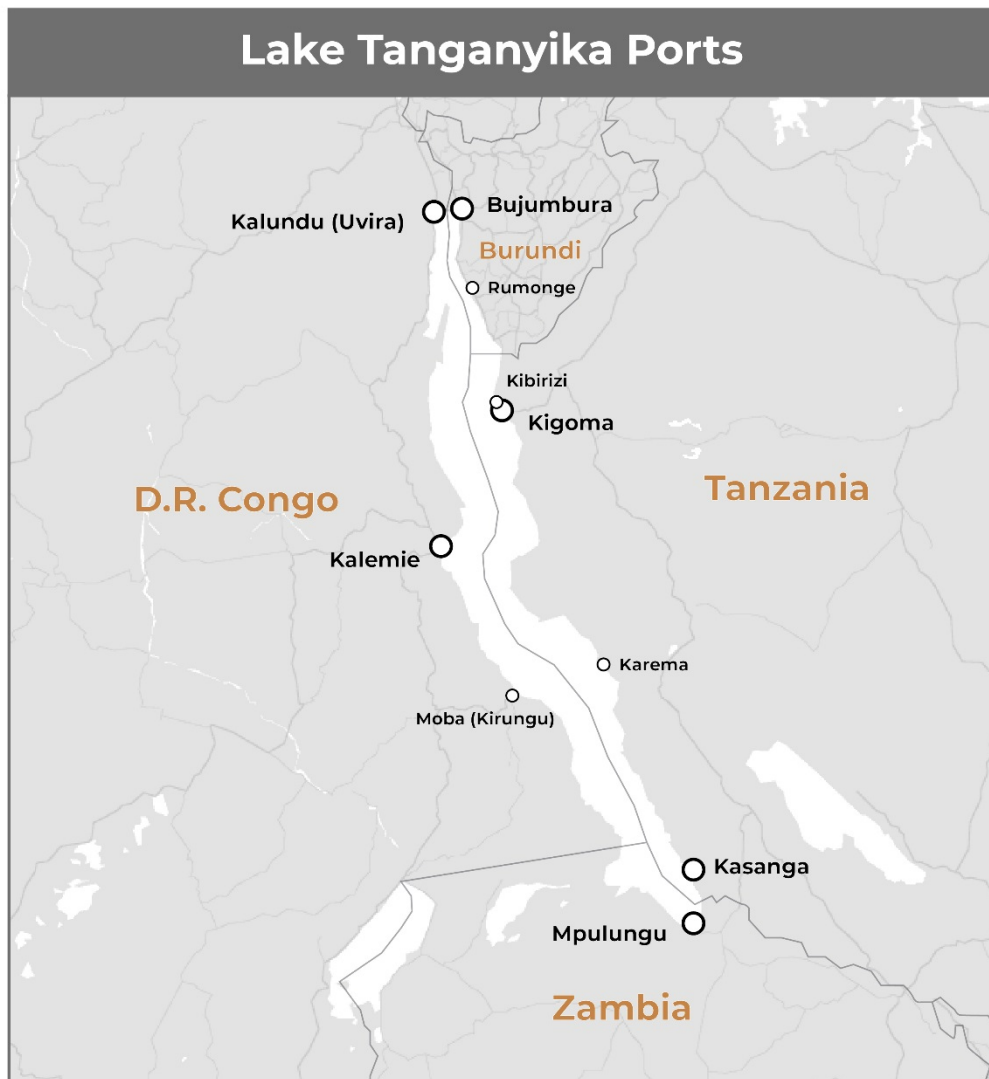 Lake Tanganyika Ports
Bujumbura
Kalundu (Uvira)
Burundi
Rumonge
Kibirizi
Kigoma
D.R. Congo
Tanzania
Kalemie
Karema
Moba (Kirungu)
Kasanga
Mpulungu
Zambia